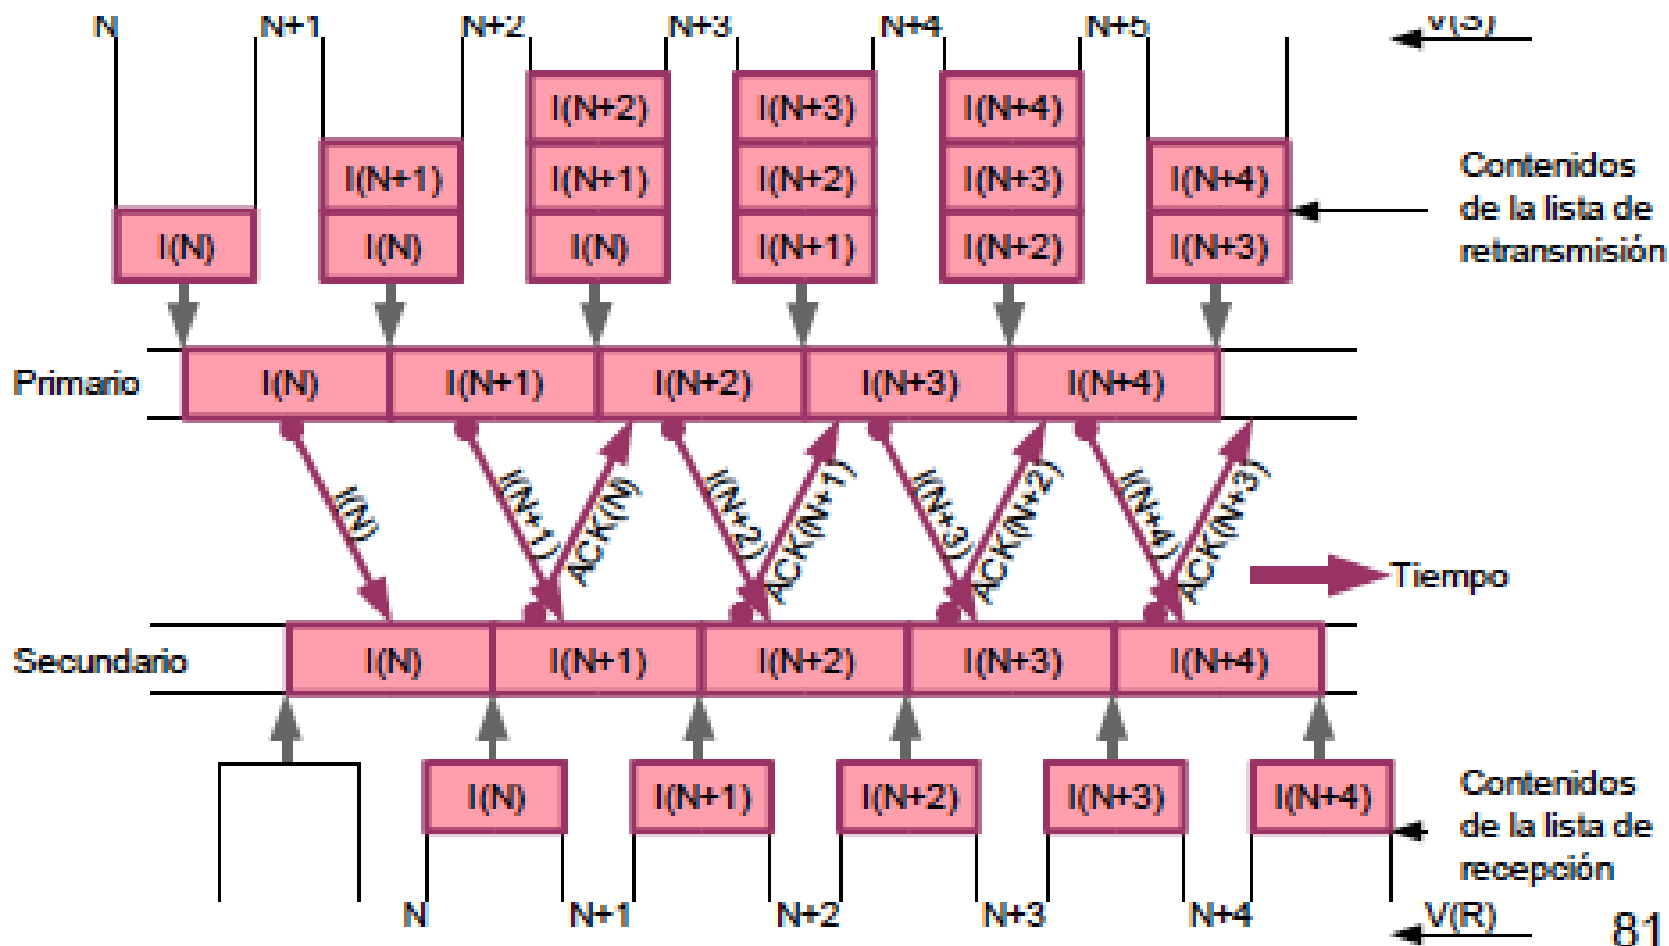 N N+1 N+2 N+3 N+4 N+5 V(S)
I(N+2) I(N+3) I(N+4)
I(N+1) I(N+1) I(N+2) I(N+3) I(N+4)
I(N) I(N) I(N) I(N+1) I(N+2) I(N+3)
Contenidos
de la lista de
retransmisión
Primario I(N) I(N+1) I(N+2) I(N+3) I(N+4)
I(N) I(N+1) ACK(N) I(N+2) ACK(N+1) I(N+3) ACK(N+2) I(N+4) ACK(N+3)
Tiempo
Secundario I(N) I(N+1) I(N+2) I(N+3) I(N+4)
I(N) I(N+1) I(N+2) I(N+3) I(N+4)
Contenidos
de la lista de
recepción
N N+1 N+2 N+3 N+4 V(R)
81